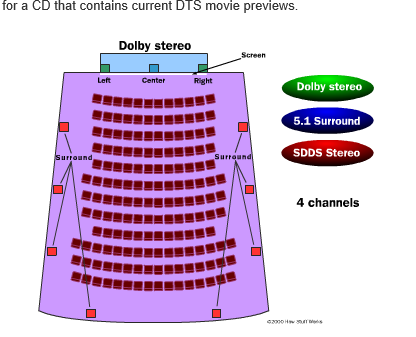 for a CD that contains current DTS movie previews.
Dolby stereo
Screen
Left
Center
Right
Dolby stereo
5.1 Surround
Surround
Surround
SDDS Stereo
4 channels
©2000 How Stuff Works